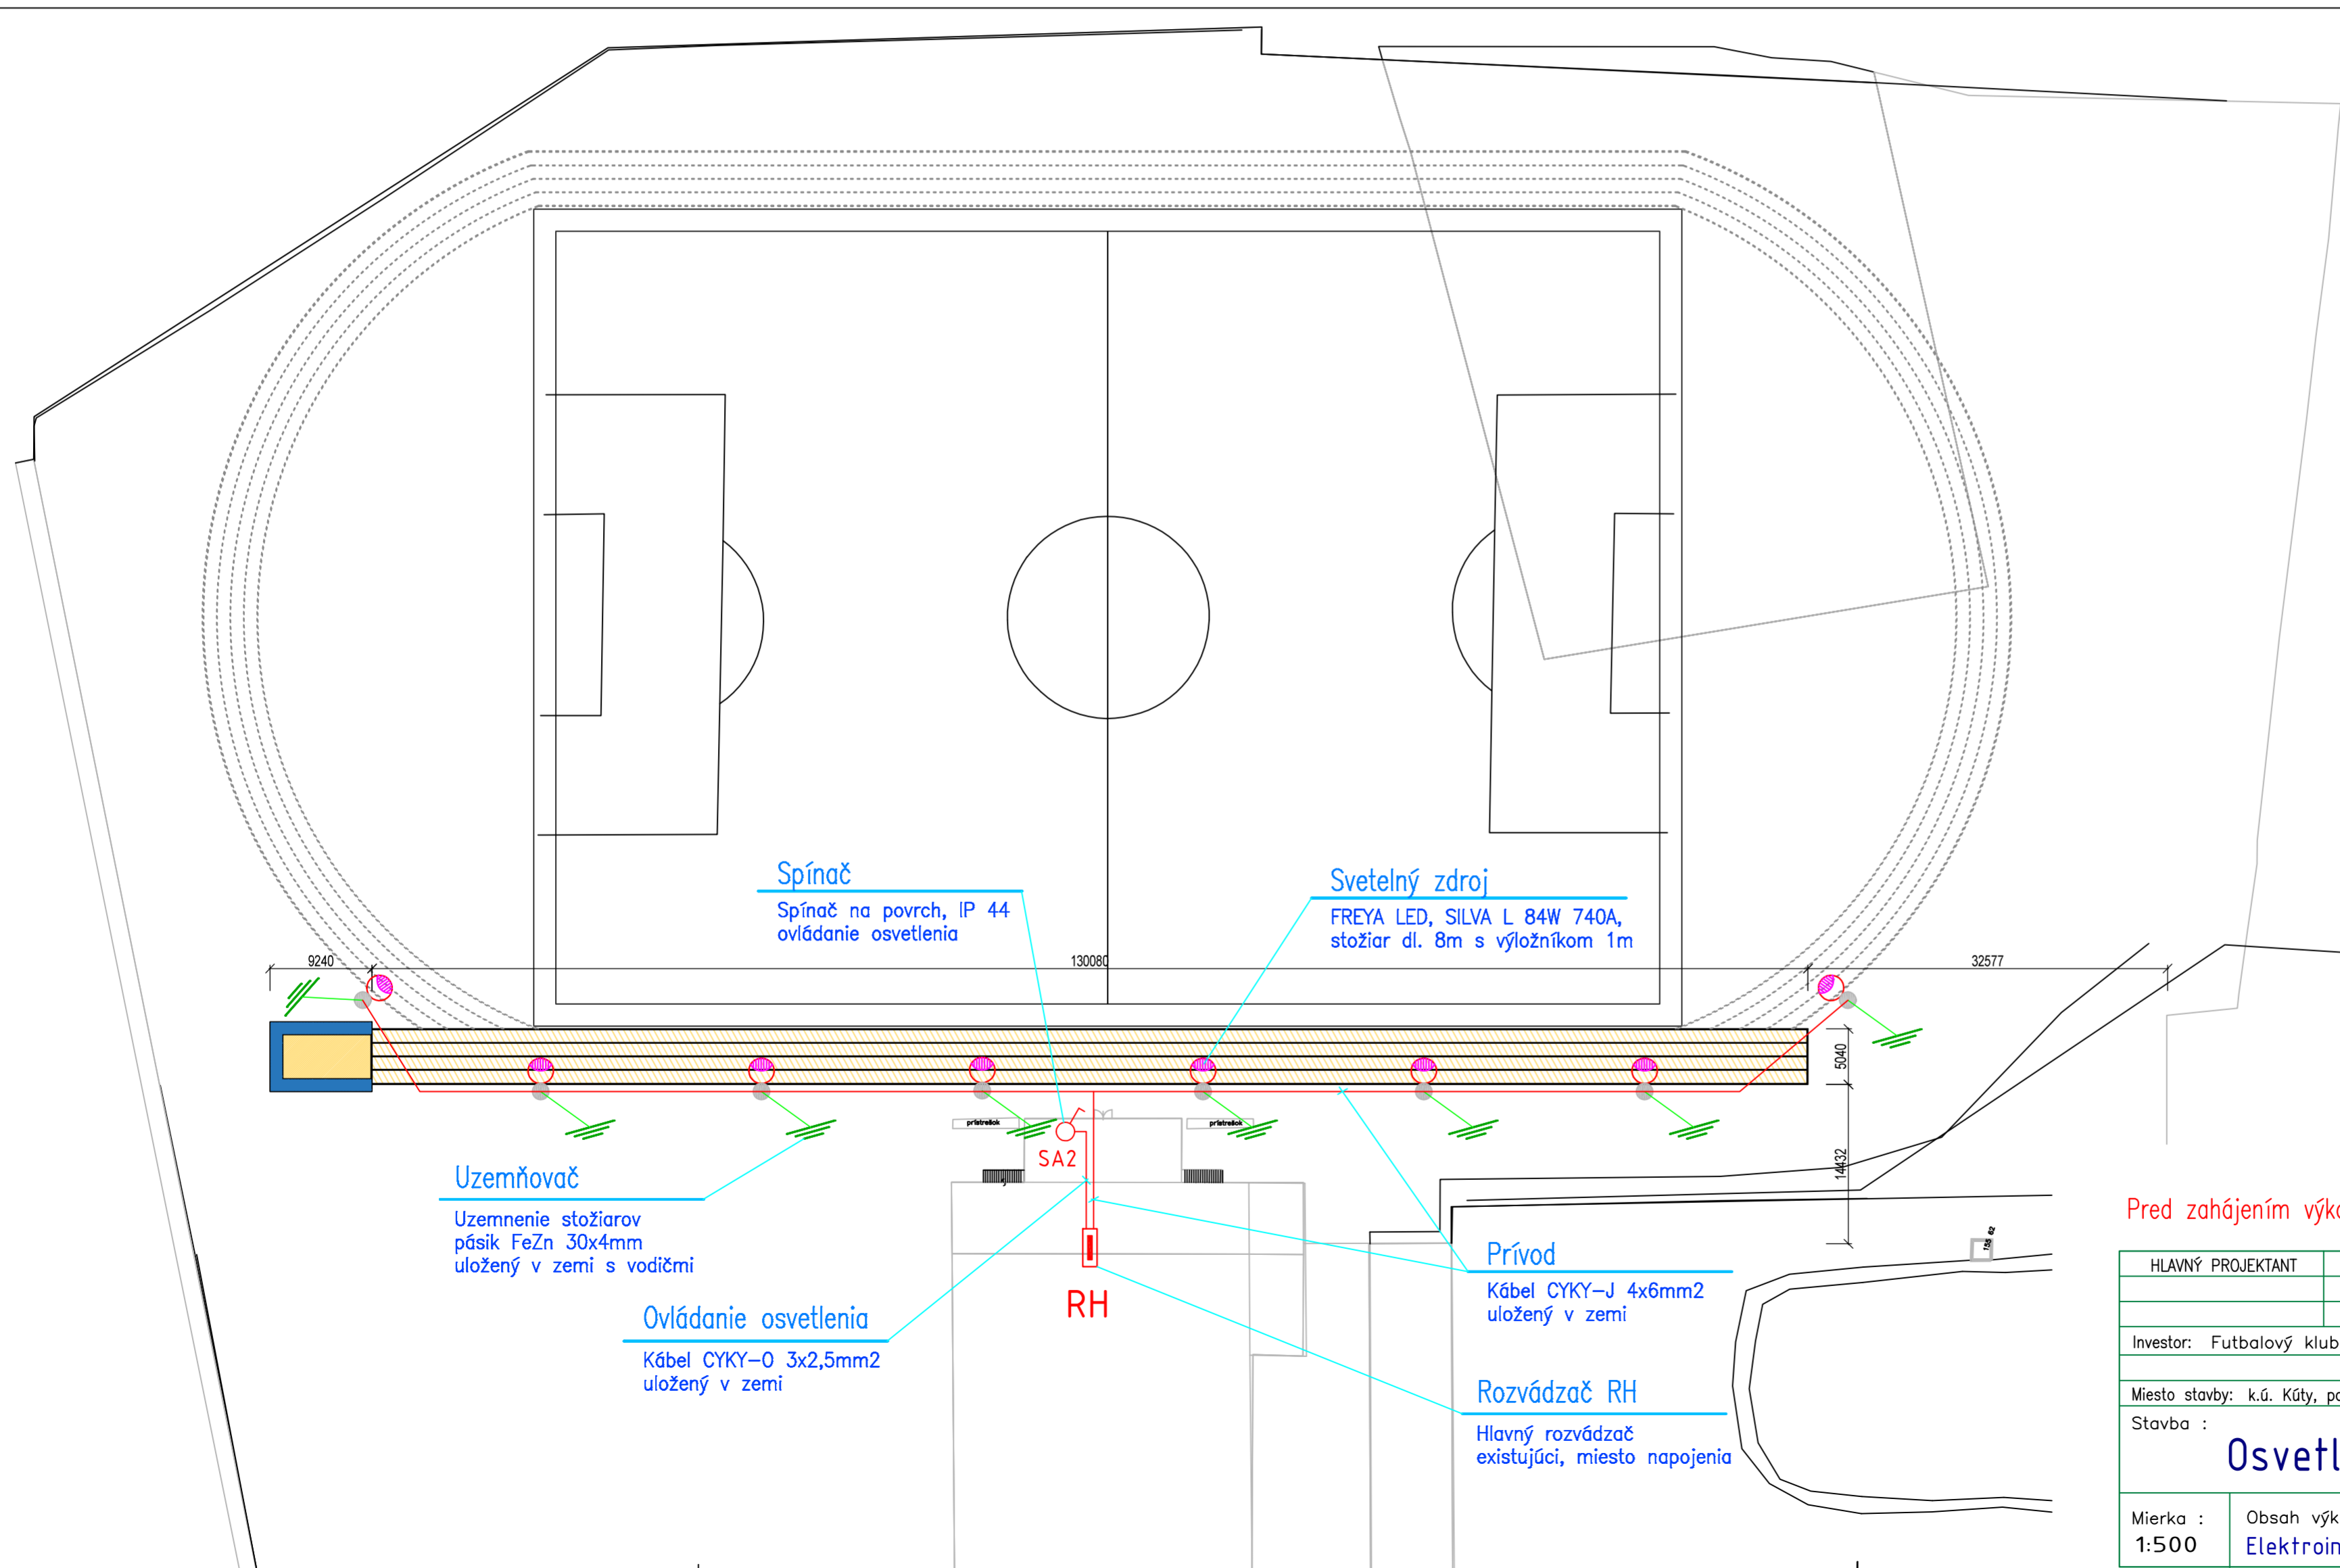 Spínač
Spínač na povrch, IP 44
ovládanie osvetlenia
Svetelný zdroj
FREYA LED, SILVA L 84W 740A,
stožiar dl. 8m s výložníkom 1m
9240
130080
32577
5040
14432
prístrešok
prístrešok
SA2
RH
Uzemňovač
Uzemnenie stožiarov
pásik FeZn 30x4mm
uložený v zemi s vodičmi
Ovládanie osvetlenia
Kábel CYKY-O 3x2,5mm2
uložený v zemi
Prívod
Kábel CYKY-J 4x6mm2
uložený v zemi
Rozvádzač RH
Hlavný rozvádzač
existujúci, miesto napojenia
155 62
Pred zahájením výko
HLAVNÝ PROJEKTANT
Investor: Futbalový klub
Miesto stavby: k.ú. Kúty, pa
Stavba :
Osvetl
Mierka :
1:500
Obsah výk
Elektroin